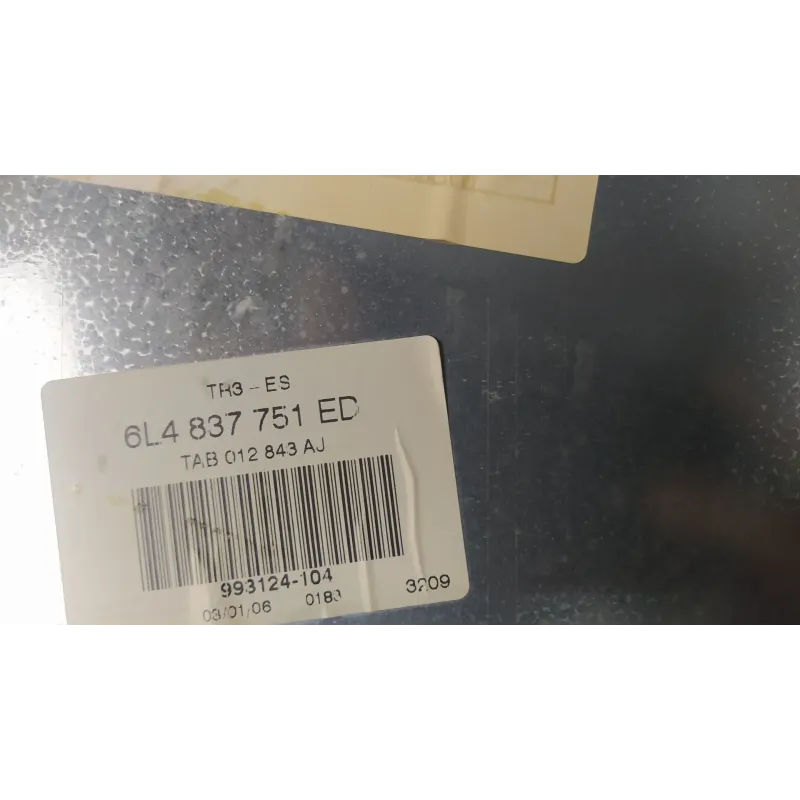 TR3 - ES
6L4 837 751 ED
TAB 012 843 AJ
993124-104
03/01/06 0183 3209